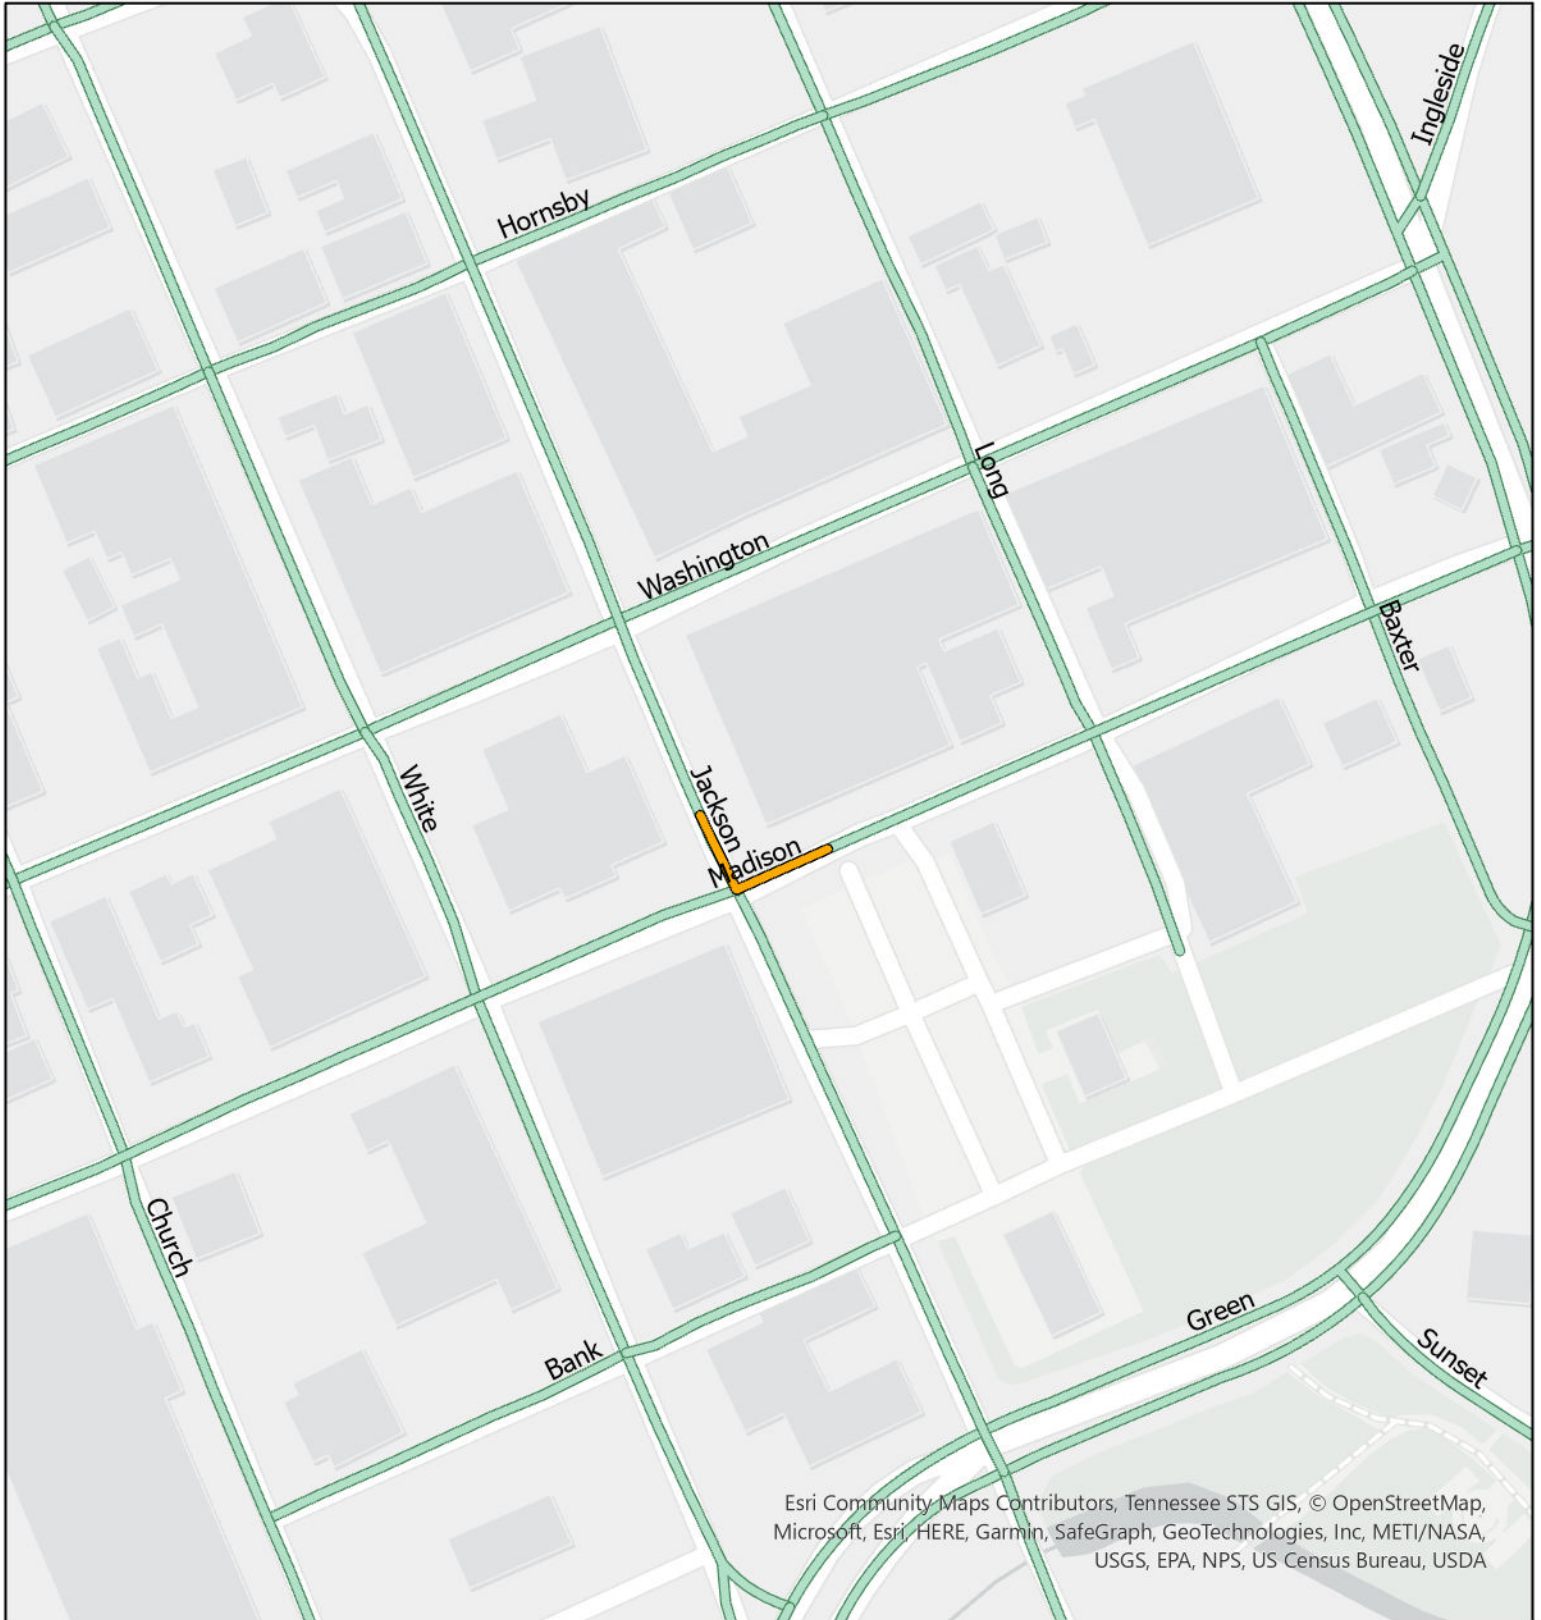 Ingleside
Hornsby
Long
Washington
Baxter
Jackson
White
Madison
Church
Green
Sunset
Bank
Esri Community Maps Contributors, Tennessee STS GIS, © OpenStreetMap,
Microsoft, Esri, HERE, Garmin, SafeGraph, GeoTechnologies, Inc, METI/NASA,
USGS, EPA, NPS, US Census Bureau, USDA